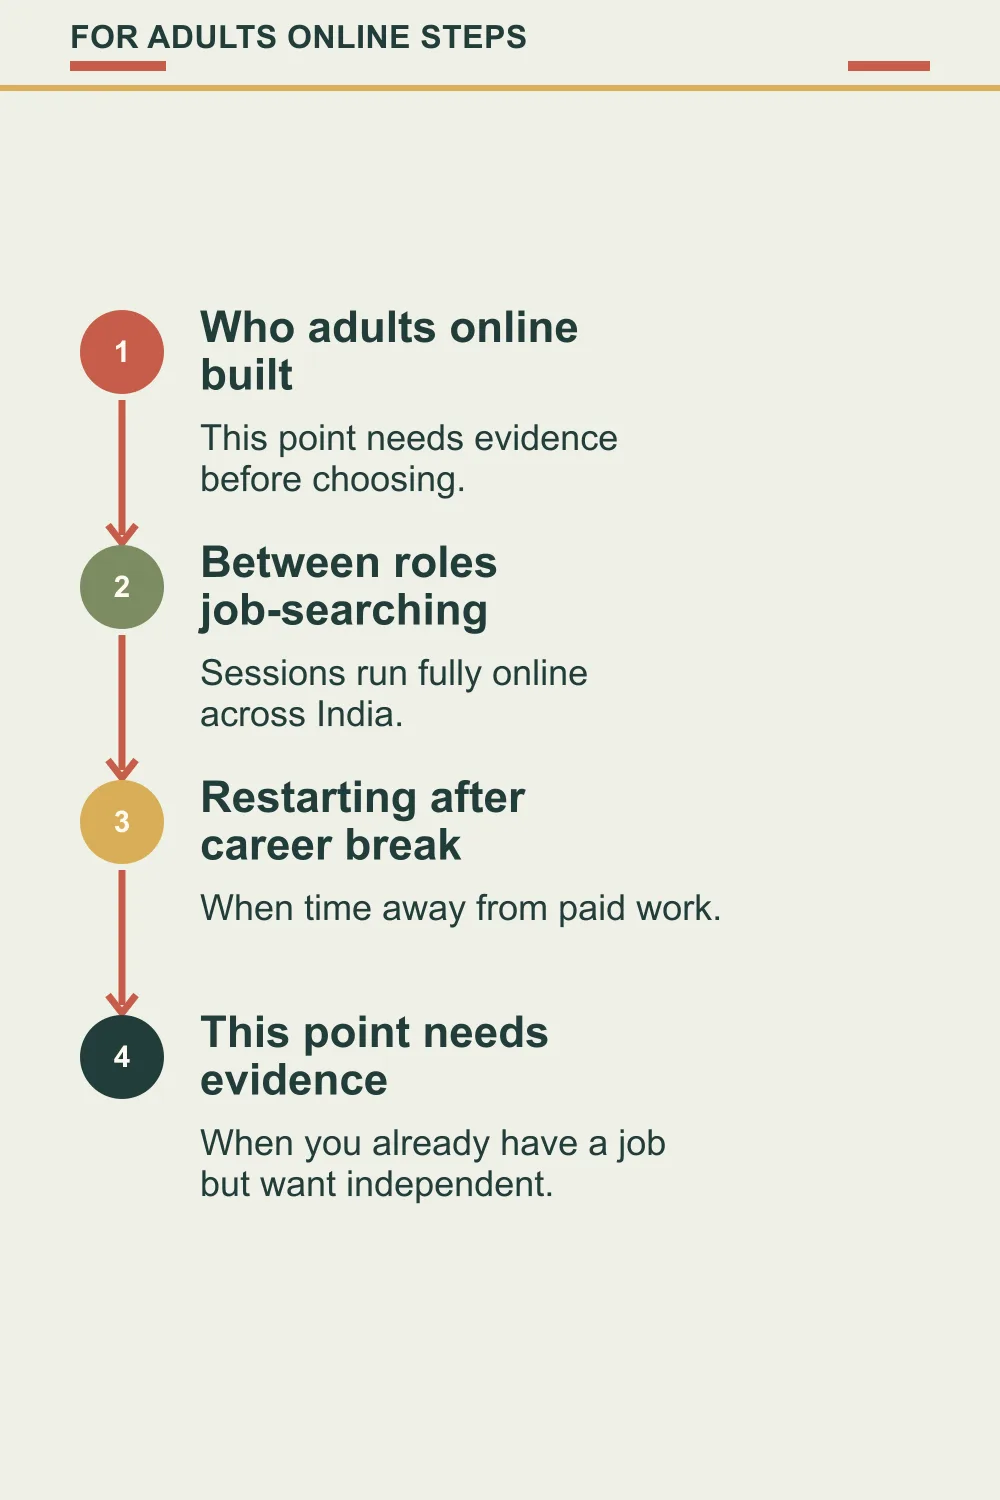 FOR ADULTS ONLINE STEPS
1
Who adults online
built
This point needs evidence
before choosing.
2
Between roles
job-searching
Sessions run fully online
across India.
3
Restarting after
career break
When time away from paid work.
4
This point needs
evidence
When you already have a job
but want independent.